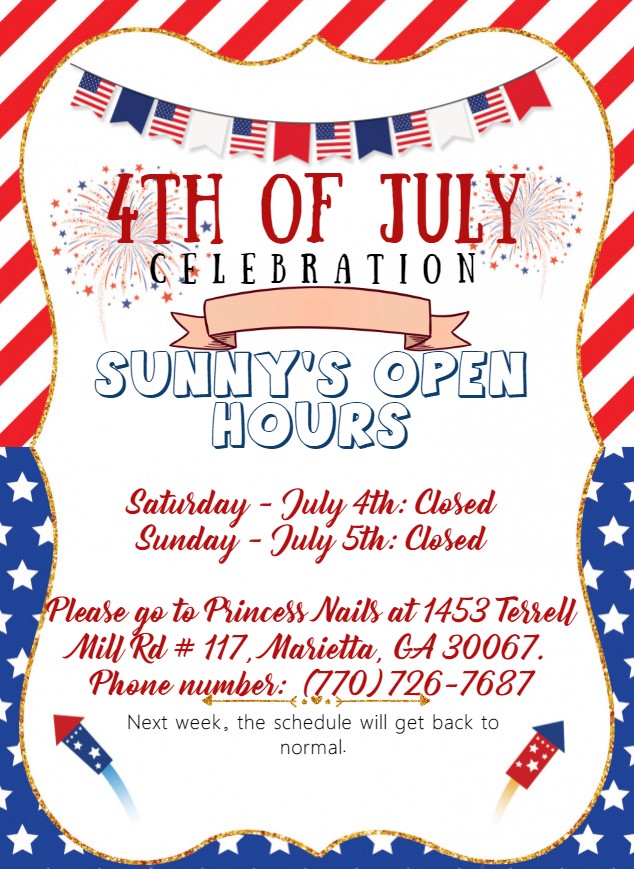 4TH OF JULY
CELEBRATION
SUNNY'S OPEN
HOURS
Saturday - July 4th: Closed
Sunday - July 5th: Closed
Please go to Princess Nails at 1453 Terrell
Mill Rd # 117, Marietta, GA 30067.
Phone number: (770) 726-7687
Next week, the schedule will get back to
normal.